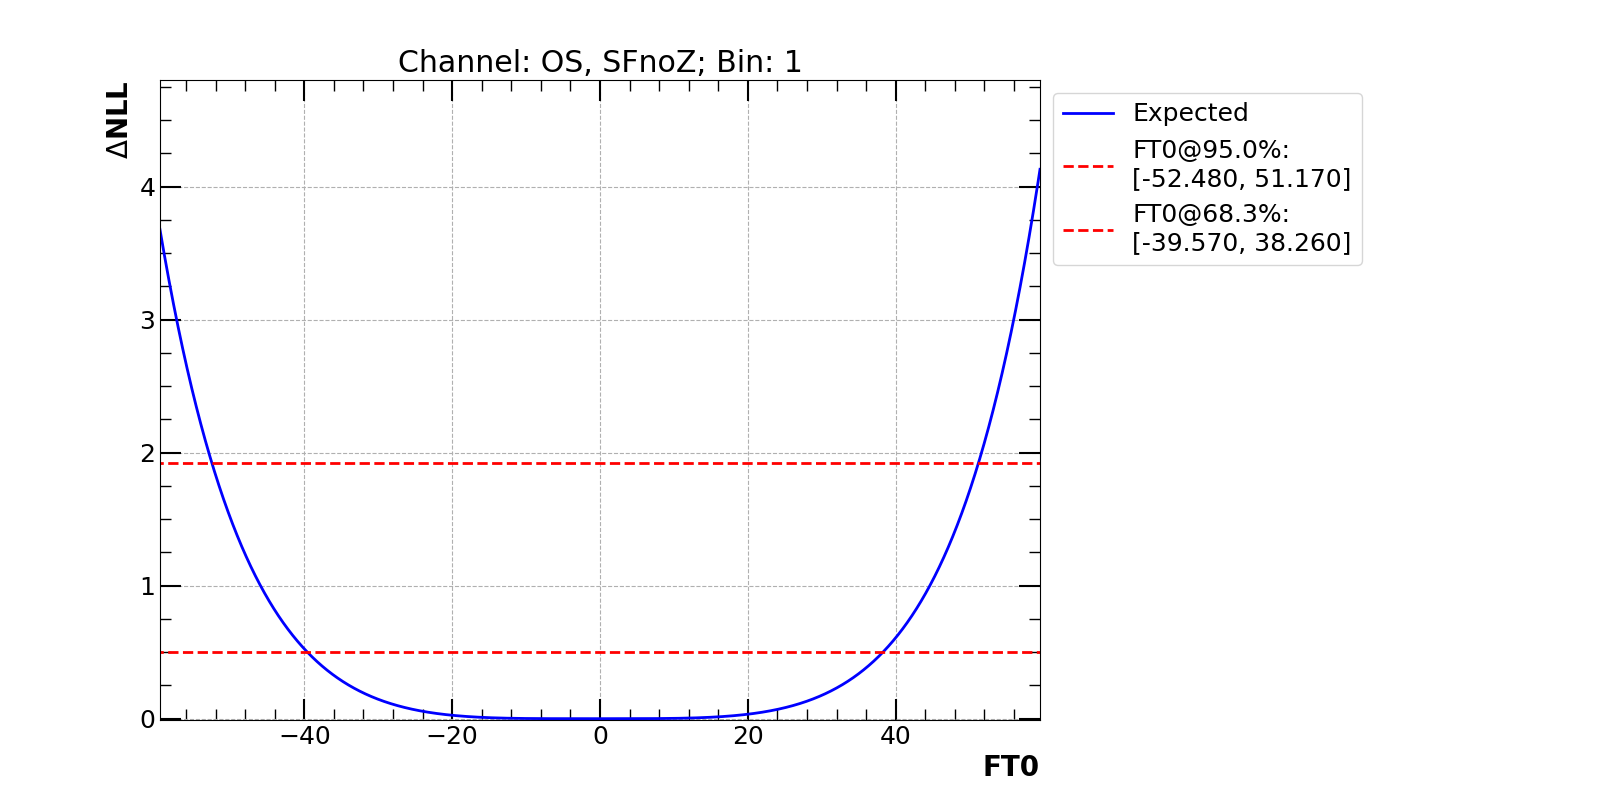 Channel: OS, SFnoZ; Bin: 1
ΔNLL
4
3
2
1
0
−40
−20
0
20
40
FT0
Expected
FT0@95.0%:
[-52.480, 51.170]
FT0@68.3%:
[-39.570, 38.260]